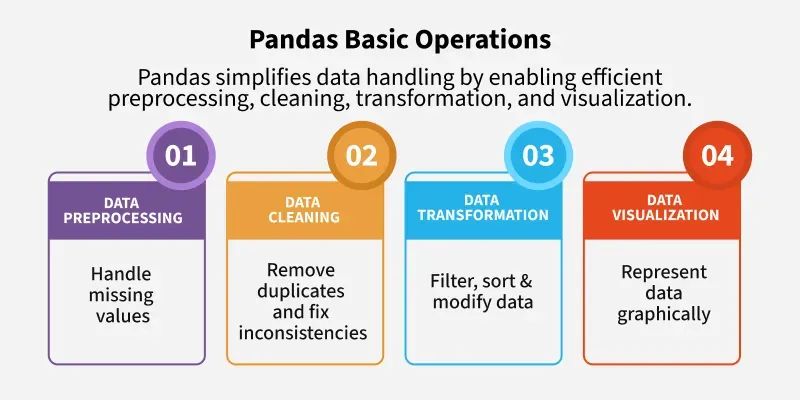 Pandas Basic Operations
Pandas simplifies data handling by enabling efficient
preprocessing, cleaning, transformation, and visualization.
01
DATA
PREPROCESSING
Handle
missing
values
02
DATA
CLEANING
Remove
duplicates
and fix
inconsistencies
03
DATA
TRANSFORMATION
Filter, sort &
modify data
04
DATA
VISUALIZATION
Represent
data
graphically